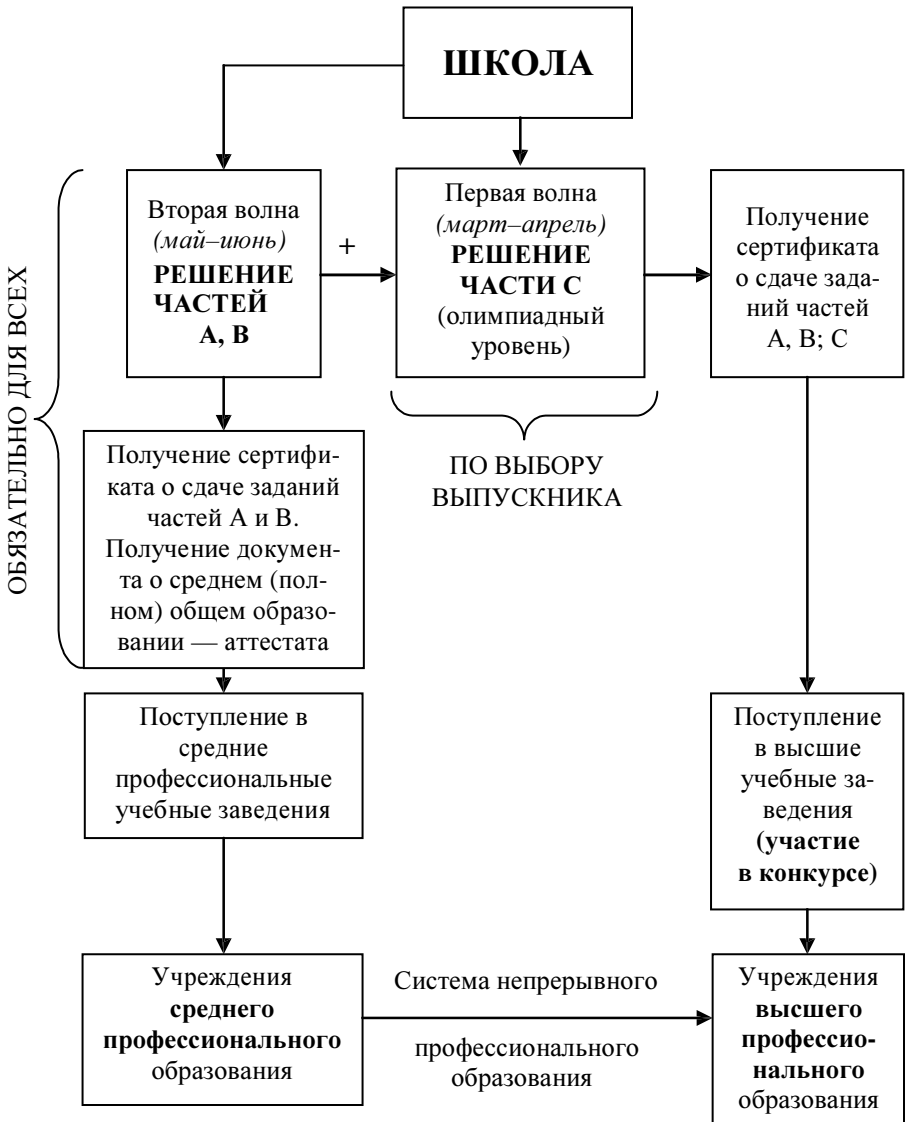 ШКОЛА
ОБЯЗАТЕЛЬНО ДЛЯ ВСЕХ
Вторая волна
(май–июнь)
РЕШЕНИЕ
ЧАСТЕЙ
А, В
+
Первая волна
(март–апрель)
РЕШЕНИЕ
ЧАСТИ С
(олимпиадный
уровень)
Получение
сертификата
о сдаче зада-
ний частей
А, В; С
Получение сертифи-
ката о сдаче заданий
частей А и В.
Получение докумен-
та о среднем (пол-
ном) общем образо-
вании — аттестата
ПО ВЫБОРУ
ВЫПУСКНИКА
Поступление в
средние
профессиональные
учебные заведения
Поступление
в высшие
учебные за-
ведения
(участие
в конкурсе)
Учреждения
среднего
профессионального
образования
Система непрерывного
профессионального
образования
Учреждения
высшего
профессио-
нального
образования